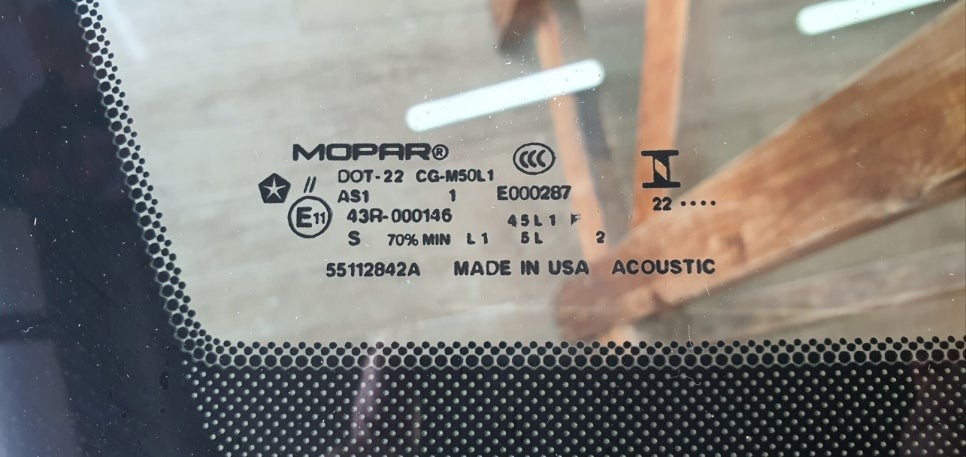 MOPAR®
CCC
DOT-22 CG-M50L1
AS1 1 E000287
E11 43R-000146 45L1 F
22 ····
S 70% MIN L1 5L 2
55112842A MADE IN USA ACOUSTIC